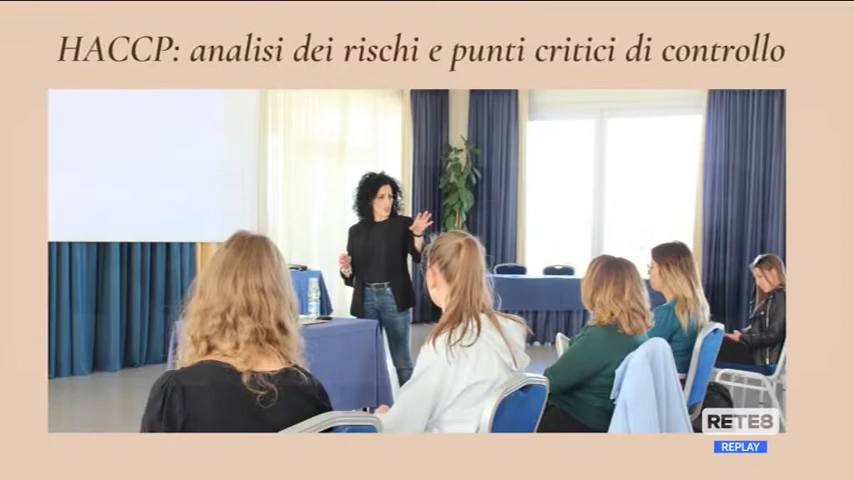 HACCP: analisi dei rischi e punti critici di controllo
RETE8
REPLAY